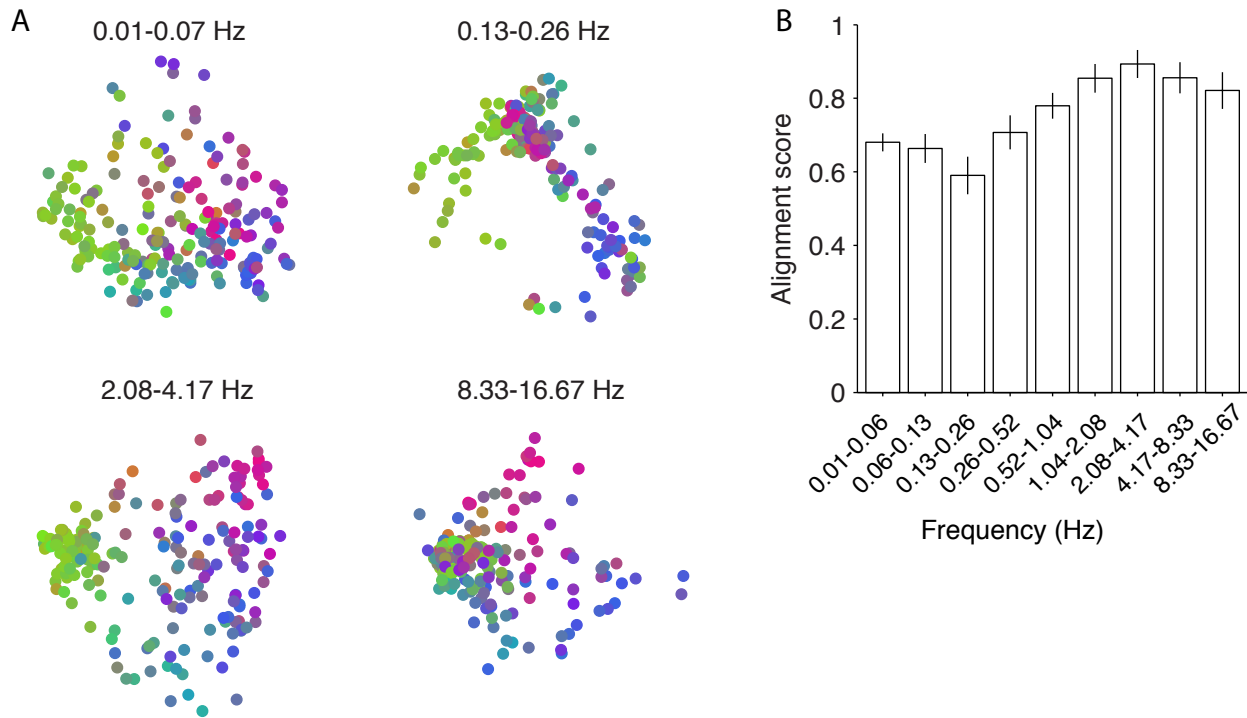 A
0.01-0.07 Hz
0.13-0.26 Hz
2.08-4.17 Hz
8.33-16.67 Hz
B
Alignment score
1
0.8
0.6
0.4
0.2
0
0.01-0.06
0.06-0.13
0.13-0.26
0.26-0.52
0.52-1.04
1.04-2.08
2.08-4.17
4.17-8.33
8.33-16.67
Frequency (Hz)